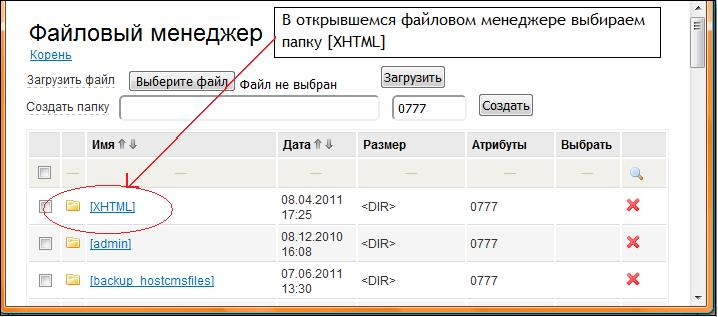 В открывшемся файловом менеджере выбираем
папку [XHTML]
Файловый менеджер
Корень
Загрузить файл Выберите файл Файл не выбран Загрузить
Создать папку 0777 Создать
Имя Дата Размер Атрибуты Выбрать
[XHTML] 08.04.2011 17:25 <DIR> 0777
[admin] 08.12.2010 16:08 <DIR> 0777
[backup_hostcmsfiles] 07.06.2011 13:30 <DIR> 0777